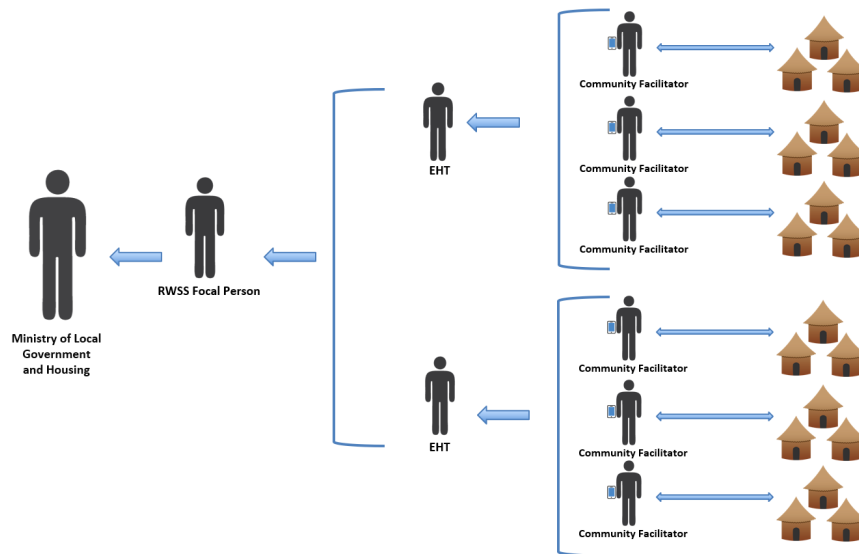 Community Facilitator
Community Facilitator
EHT
Community Facilitator
RWSS Focal Person
Ministry of Local
Government
and Housing
Community Facilitator
Community Facilitator
EHT
Community Facilitator